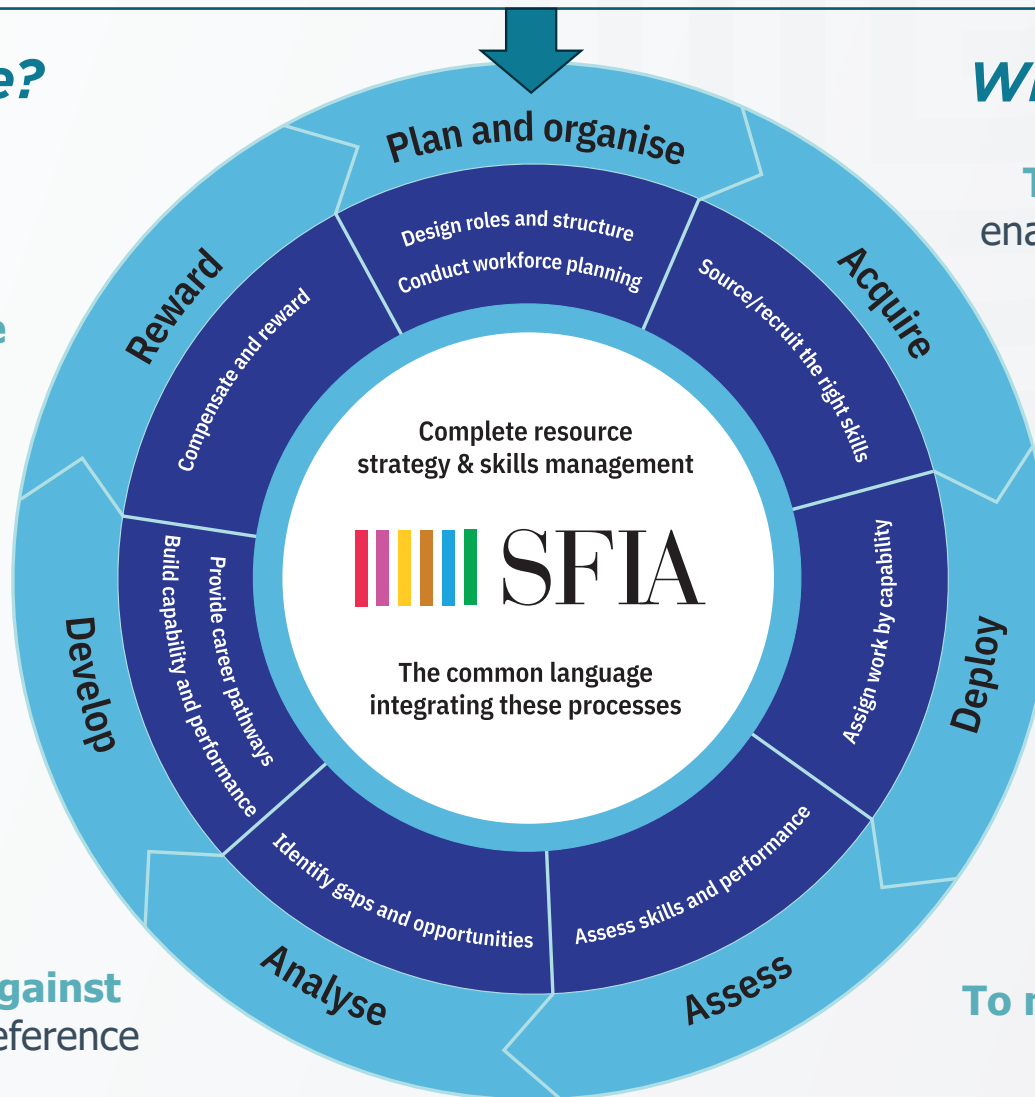 e?
Wh
T
ena
e
Plan and organise
Design roles and structure
Conduct workforce planning
Acquire
Source/recruit the right skills
Deploy
Assign work by capability
Assess
Assess skills and performance
Analyse
Identify gaps and opportunities
Develop
Build capability and performance
Provide career pathways
Reward
Compensate and reward
Complete resource
strategy & skills management
SFIA
The common language
integrating these processes
gainst
eference
To m